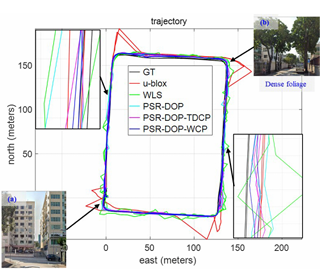 trajectory
(b)
Dense foliage
GT
u-blox
WLS
PSR-DOP
PSR-DOP-TDCP
PSR-DOP-WCP
150
100
50
0
north (meters)
(a)
0
50
100
150
200
east (meters)